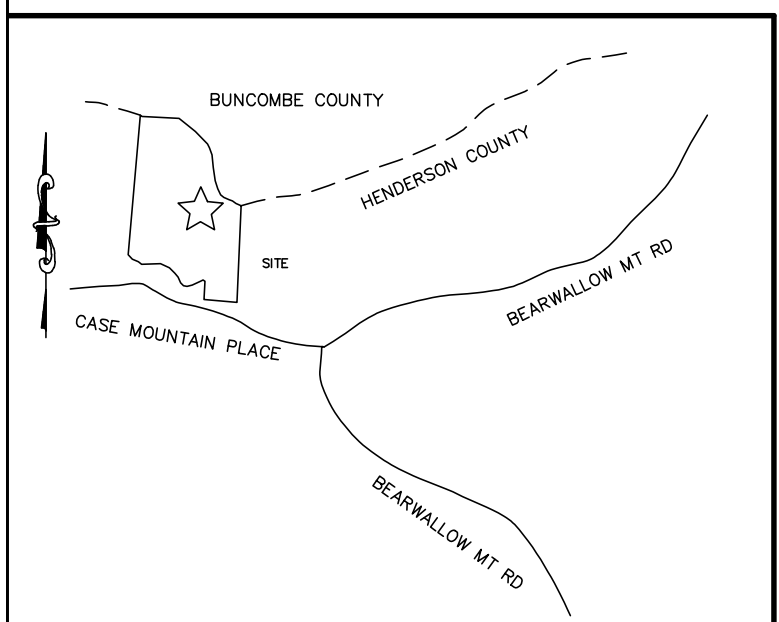 BUNCOMBE COUNTY
HENDERSON COUNTY
SITE
BEARWALLOW MT RD
CASE MOUNTAIN PLACE
BEARWALLOW MT RD